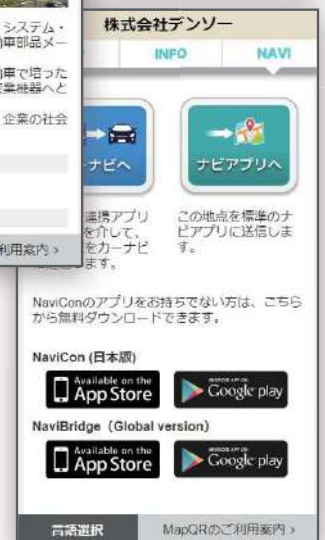 システム・
動車部品メー
動車で培った
産業機器へと
企業の社会
利用案内 >
株式会社デンソー
INFO
NAVI
ーナビへ
ナビアプリへ
連携アプリ
を介して、
をカーナビ
します。
この地点を標準のナ
ビアプリに送信しま
す。
NaviConのアプリをお持ちでない方は、こちら
から無料ダウンロードできます。
NaviCon (日本版)
Available on the
App Store
Google play
NaviBridge (Global version)
Available on the
App Store
Google play
言語選択
MapQRのご利用案内 >